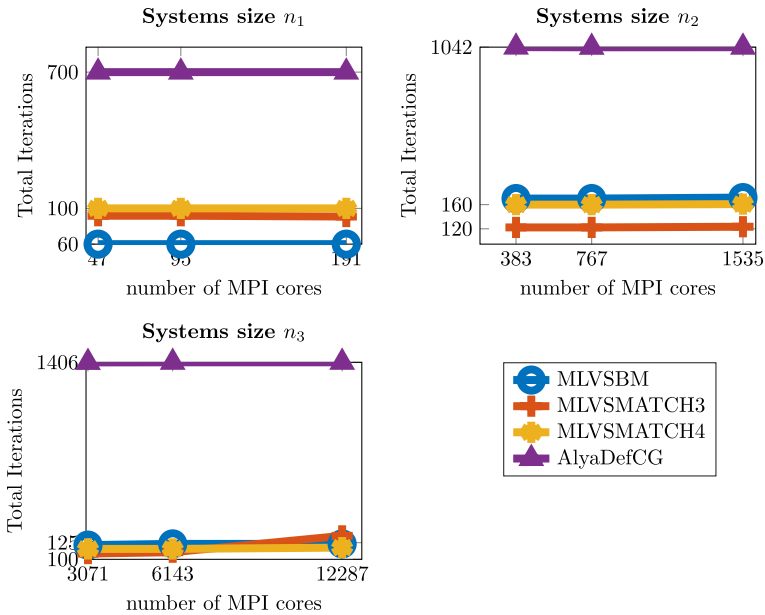 Systems size n1
700
100
60
Total Iterations
47
95
191
number of MPI cores
Systems size n2
1042
160
120
Total Iterations
383
767
1535
number of MPI cores
Systems size n3
1406
125
100
Total Iterations
3071
6143
12287
number of MPI cores
MLVSBM
MLVSMATCH3
MLVSMATCH4
AlyaDefCG